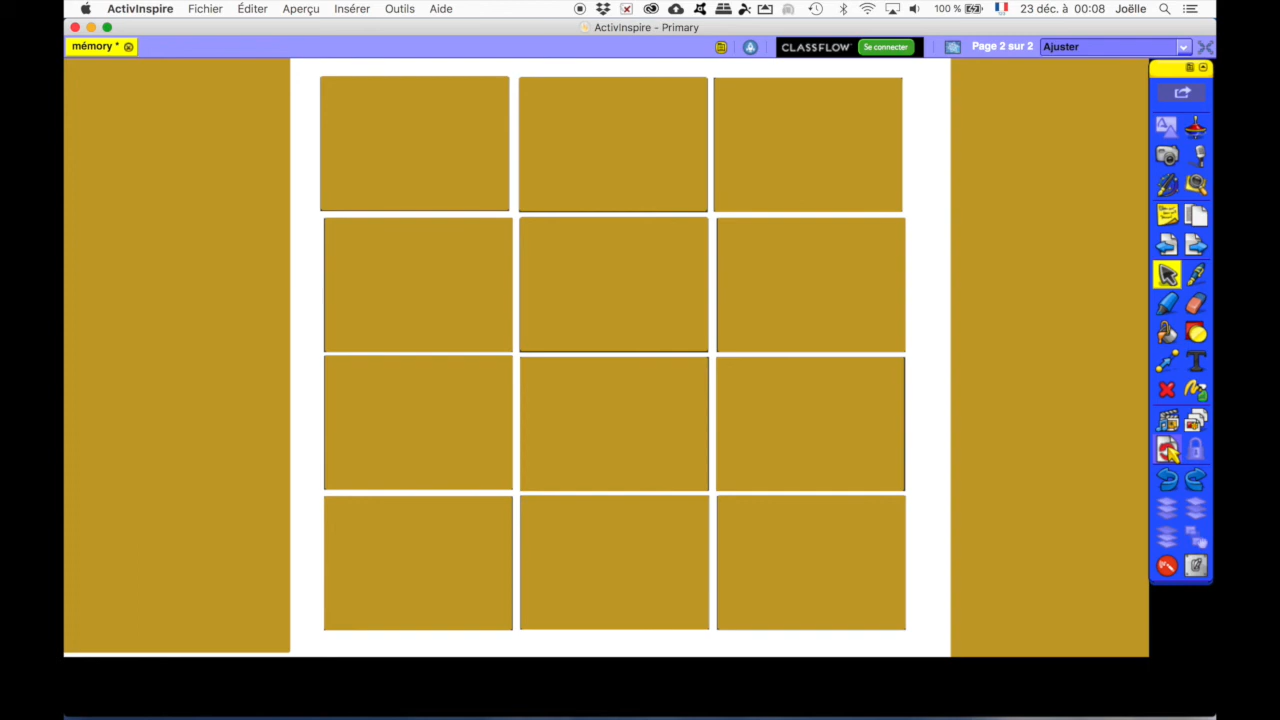 ActivInspire Fichier Éditer Aperçu Insérer Outils Aide 100 % 23 déc. à 00:08 Joëlle
ActivInspire - Primary
mémory * CLASSFLOW Se connecter Page 2 sur 2 Ajuster